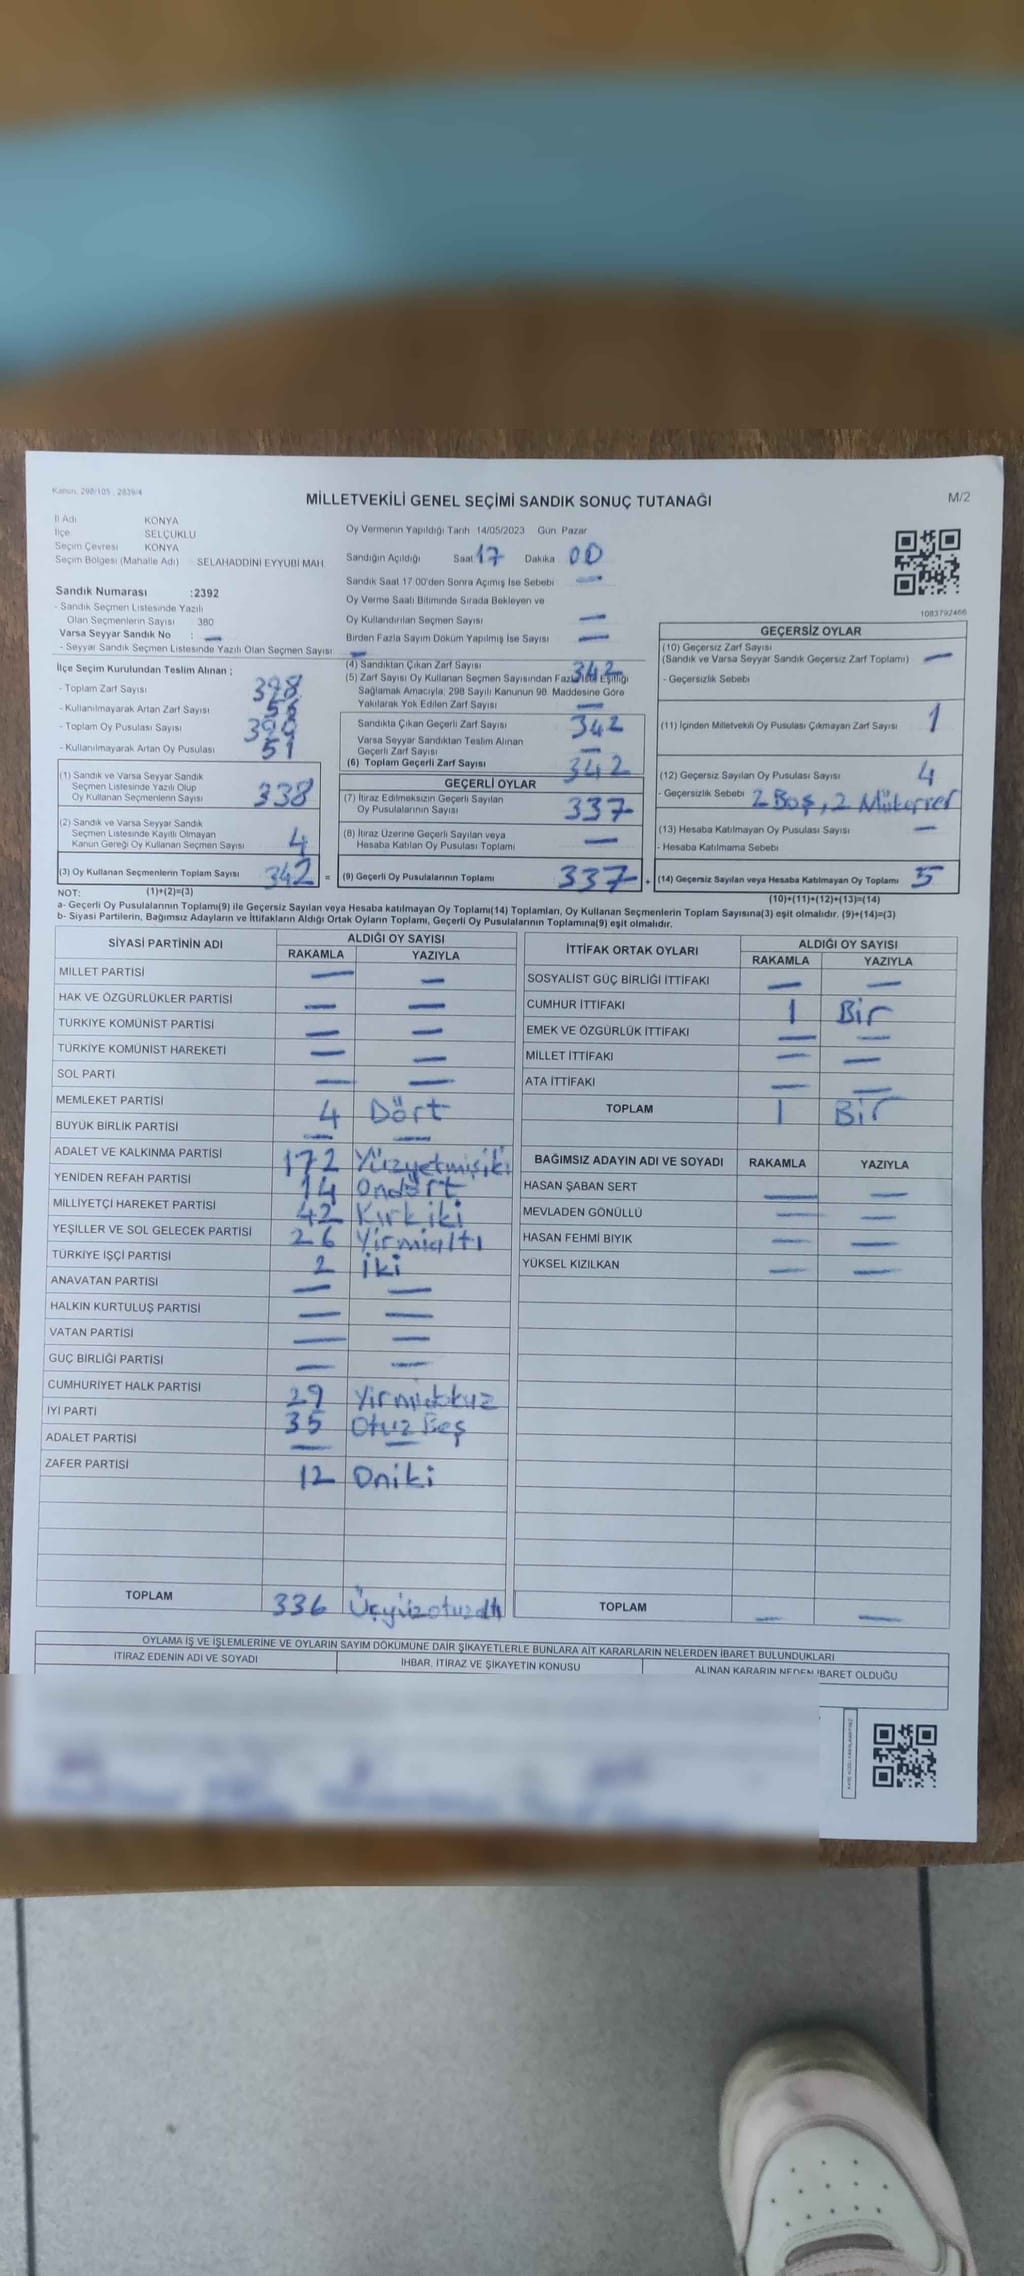 Kanun. 298/105 , 2839/4
MİLLETVEKİLİ GENEL SEÇİMİ SANDIK SONUÇ TUTANAĞI
M/2
İl Adı KONYA
İlçe SELÇUKLU
Seçim Çevresi KONYA
Seçim Bölgesi (Mahalle Adı) SELAHADDİNİ EYYUBİ MAH.
Oy Vermenin Yapıldığı Tarih 14/05/2023 Gün Pazar
Sandığın Açıldığı Saat 17 Dakika 00
Sandık Saat 17.00'den Sonra Açımış İse Sebebi —
Oy Verme Saati Bitiminde Sırada Bekleyen ve
Oy Kullandırılan Seçmen Sayısı —
Birden Fazla Sayım Döküm Yapılmış İse Sayısı —
1083792466
Sandık Numarası :2392
- Sandık Seçmen Listesinde Yazılı
Olan Seçmenlerin Sayısı 380
Varsa Seyyar Sandık No : —
- Seyyar Sandık Seçmen Listesinde Yazılı Olan Seçmen Sayısı —
İlçe Seçim Kurulundan Teslim Alınan ;
- Toplam Zarf Sayısı 398
- Kullanılmayarak Artan Zarf Sayısı
- Toplam Oy Pusulası
- Kullanılmayarak Artan Oy Pusulası 51
(1) Sandık ve Varsa Seyyar Sandık
Seçmen Listesinde Yazılı Olup
Oy Kullanan Seçmenlerin Sayısı 338
(2) Sandık ve Varsa Seyyar Sandık
Seçmen Listesinde Kayıtlı Olmayan
Kanun Gereği Oy Kullanan Seçmen Sayısı 4
(3) Oy Kullanan Seçmenlerin Toplam Sayısı 342 =
(4) Sandıktan Çıkan Zarf Sayısı 342
(5) Zarf Sayısı Oy Kullanan Seçmen Sayısından Fazla İse Eşitliği
Sağlamak Amacıyla; 298 Sayılı Kanunun 98. Maddesine Göre
Yakılarak Yok Edilen Zarf Sayısı —
Sandıkta Çıkan Geçerli Zarf Sayısı 342
Varsa Seyyar Sandıktan Teslim Alınan
Geçerli Zarf Sayısı —
(6) Toplam Geçerli Zarf Sayısı 342
GEÇERLİ OYLAR
(7) İtiraz Edilmeksizin Geçerli Sayılan
Oy Pusulalarının Sayısı 337
(8) İtiraz Üzerine Geçerli Sayılan veya
Hesaba Katılan Oy Pusulası Toplamı —
(9) Geçerli Oy Pusulalarının Toplamı 337 +
GEÇERSİZ OYLAR
(10) Geçersiz Zarf Sayısı
(Sandık ve Varsa Seyyar Sandık Geçersiz Zarf Toplamı) —
- Geçersizlik Sebebi
(11) İçinden Milletvekili Oy Pusulası Çıkmayan Zarf Sayısı 1
(12) Geçersiz Sayılan Oy Pusulası Sayısı 4
- Geçersizlik Sebebi 2 Boş, 2 Mükerrer
(13) Hesaba Katılmayan Oy Pusulası Sayısı —
- Hesaba Katılmama Sebebi
(14) Geçersiz Sayılan veya Hesaba Katılmayan Oy Toplamı 5
NOT: (1)+(2)=(3)
(10)+(11)+(12)+(13)=(14)
a- Geçerli Oy Pusulalarının Toplamı(9) ile Geçersiz Sayılan veya Hesaba katılmayan Oy Toplamı(14) Toplamları, Oy Kullanan Seçmenlerin Toplam Sayısına(3) eşit olmalıdır. (9)+(14)=(3)
b- Siyasi Partilerin, Bağımsız Adayların ve İttifakların Aldığı Ortak Oyların Toplamı, Geçerli Oy Pusulalarının Toplamına(9) eşit olmalıdır.
SİYASİ PARTİNİN ADI ALDIĞI OY SAYISI
RAKAMLA YAZIYLA
MİLLET PARTİSİ — —
HAK VE ÖZGÜRLÜKLER PARTİSİ — —
TÜRKİYE KOMÜNİST PARTİSİ — —
TÜRKİYE KOMÜNİST HAREKETİ — —
SOL PARTİ — —
MEMLEKET PARTİSİ 4 Dört
BÜYÜK BİRLİK PARTİSİ — —
ADALET VE KALKINMA PARTİSİ 172 Yüzyetmişiki
YENİDEN REFAH PARTİSİ 14 Ondört
MİLLİYETÇİ HAREKET PARTİSİ 42 Kırkiki
YEŞİLLER VE SOL GELECEK PARTİSİ 26 Yirmialtı
TÜRKİYE İŞÇİ PARTİSİ 2 İki
ANAVATAN PARTİSİ — —
HALKIN KURTULUŞ PARTİSİ — —
VATAN PARTİSİ — —
GÜÇ BİRLİĞİ PARTİSİ — —
CUMHURİYET HALK PARTİSİ 29
İYİ PARTİ 35 Otuz Beş
ADALET PARTİSİ — —
ZAFER PARTİSİ 12 Oniki
TOPLAM 336
İTTİFAK ORTAK OYLARI ALDIĞI OY SAYISI
RAKAMLA YAZIYLA
SOSYALİST GÜÇ BİRLİĞİ İTTİFAKI — —
CUMHUR İTTİFAKI 1 Bir
EMEK VE ÖZGÜRLÜK İTTİFAKI — —
MİLLET İTTİFAKI — —
ATA İTTİFAKI — —
TOPLAM 1 Bir
BAĞIMSIZ ADAYIN ADI VE SOYADI RAKAMLA YAZIYLA
HASAN ŞABAN SERT — —
MEVLADEN GÖNÜLLÜ — —
HASAN FEHMİ BIYIK — —
YÜKSEL KIZILKAN — —
TOPLAM — —
OYLAMA İŞ VE İŞLEMLERİNE VE OYLARIN SAYIM DÖKÜMÜNE DAİR ŞİKAYETLERLE BUNLARA AİT KARARLARIN NELERDEN İBARET BULUNDUKLARI
İTİRAZ EDENİN ADI VE SOYADI İHBAR, İTİRAZ VE ŞİKAYETİN KONUSU ALINAN KARARIN NEDEN İBARET OLDUĞU